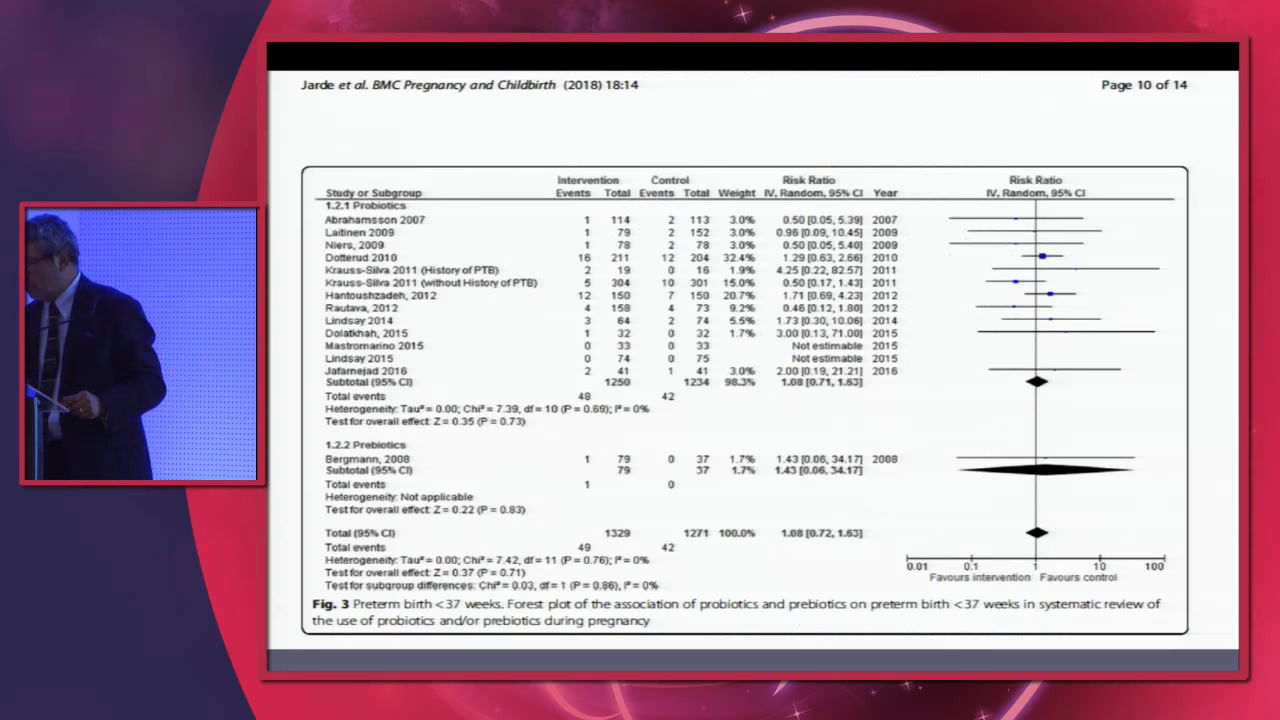 Jarde et al. BMC Pregnancy and Childbirth (2018) 18:14 Page 10 of 14
Intervention Control Risk Ratio Risk Ratio
Study or Subgroup Events Total Events Total Weight IV, Random, 95% CI Year IV, Random, 95% CI
1.2.1 Probiotics
Abrahamsson 2007 1 114 2 113 3.0% 0.50 [0.05, 5.39] 2007
Laitinen 2009 1 79 2 152 3.0% 0.96 [0.09, 10.45] 2009
Niers, 2009 1 78 2 78 3.0% 0.50 [0.05, 5.40] 2009
Dotterud 2010 16 211 12 204 32.4% 1.29 [0.63, 2.66] 2010
Krauss-Silva 2011 (History of PTB) 2 19 0 16 1.9% 4.25 [0.22, 82.57] 2011
Krauss-Silva 2011 (without History of PTB) 5 304 10 301 15.0% 0.50 [0.17, 1.43] 2011
Hantoushzadeh, 2012 12 150 7 150 20.7% 1.71 [0.69, 4.23] 2012
Rautava, 2012 4 158 4 73 9.2% 0.46 [0.12, 1.80] 2012
Lindsay 2014 3 64 2 74 5.5% 1.73 [0.30, 10.06] 2014
Dolatkhah, 2015 1 32 0 32 1.7% 3.00 [0.13, 71.00] 2015
Mastromarino 2015 0 33 0 33 Not estimable 2015
Lindsay 2015 0 74 0 75 Not estimable 2015
Jafarnejad 2016 2 41 1 41 3.0% 2.00 [0.19, 21.21] 2016
Subtotal (95% CI) 1250 1234 98.3% 1.08 [0.71, 1.63]
Total events 48 42
Heterogeneity: Tau² = 0.00; Chi² = 7.39, df = 10 (P = 0.69); I² = 0%
Test for overall effect: Z = 0.35 (P = 0.73)
1.2.2 Prebiotics
Bergmann, 2008 1 79 0 37 1.7% 1.43 [0.06, 34.17] 2008
Subtotal (95% CI) 79 37 1.7% 1.43 [0.06, 34.17]
Total events 1 0
Heterogeneity: Not applicable
Test for overall effect: Z = 0.22 (P = 0.83)
Total (95% CI) 1329 1271 100.0% 1.08 [0.72, 1.63]
Total events 49 42
Heterogeneity: Tau² = 0.00; Chi² = 7.42, df = 11 (P = 0.76); I² = 0%
Test for overall effect: Z = 0.37 (P = 0.71)
Test for subgroup differences: Chi² = 0.03, df = 1 (P = 0.86), I² = 0%
0.01 0.1 1 10 100
Favours intervention Favours control
Fig. 3 Preterm birth <37 weeks. Forest plot of the association of probiotics and prebiotics on preterm birth <37 weeks in systematic review of
the use of probiotics and/or prebiotics during pregnancy